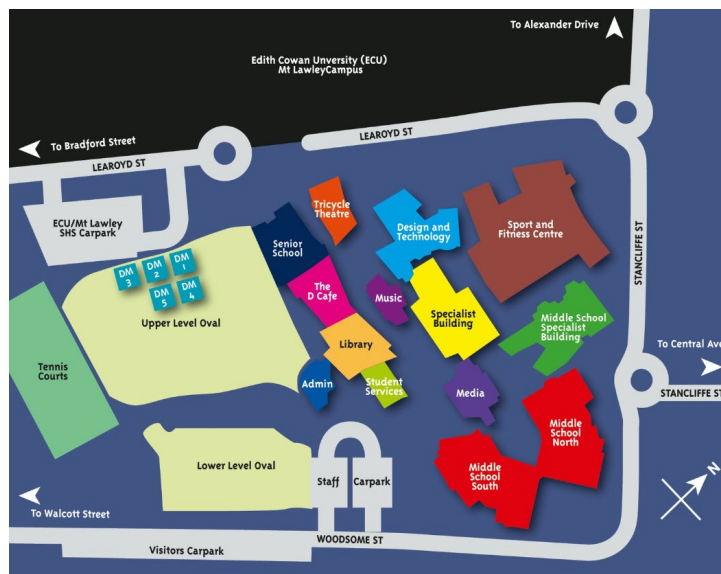 To Alexander Drive
Edith Cowan Unversity (ECU)
Mt LawleyCampus
To Bradford Street
LEAROYD ST
LEAROYD ST
ECU/Mt Lawley
SHS Carpark
Tricycle
Theatre
Senior
School
Design and
Technology
Sport and
Fitness Centre
STANCLIFFE ST
DM
3
DM
2
DM
1
DM
5
DM
4
The
D Cafe
Music
Upper Level Oval
Specialist
Building
Middle School
Specialist
Building
Library
To Central Ave
Tennis
Courts
Admin
Student
Services
Media
STANCLIFFE ST
Middle
School
North
Lower Level Oval
Staff
Carpark
Middle
School
South
N
To Walcott Street
WOODSOME ST
Visitors Carpark